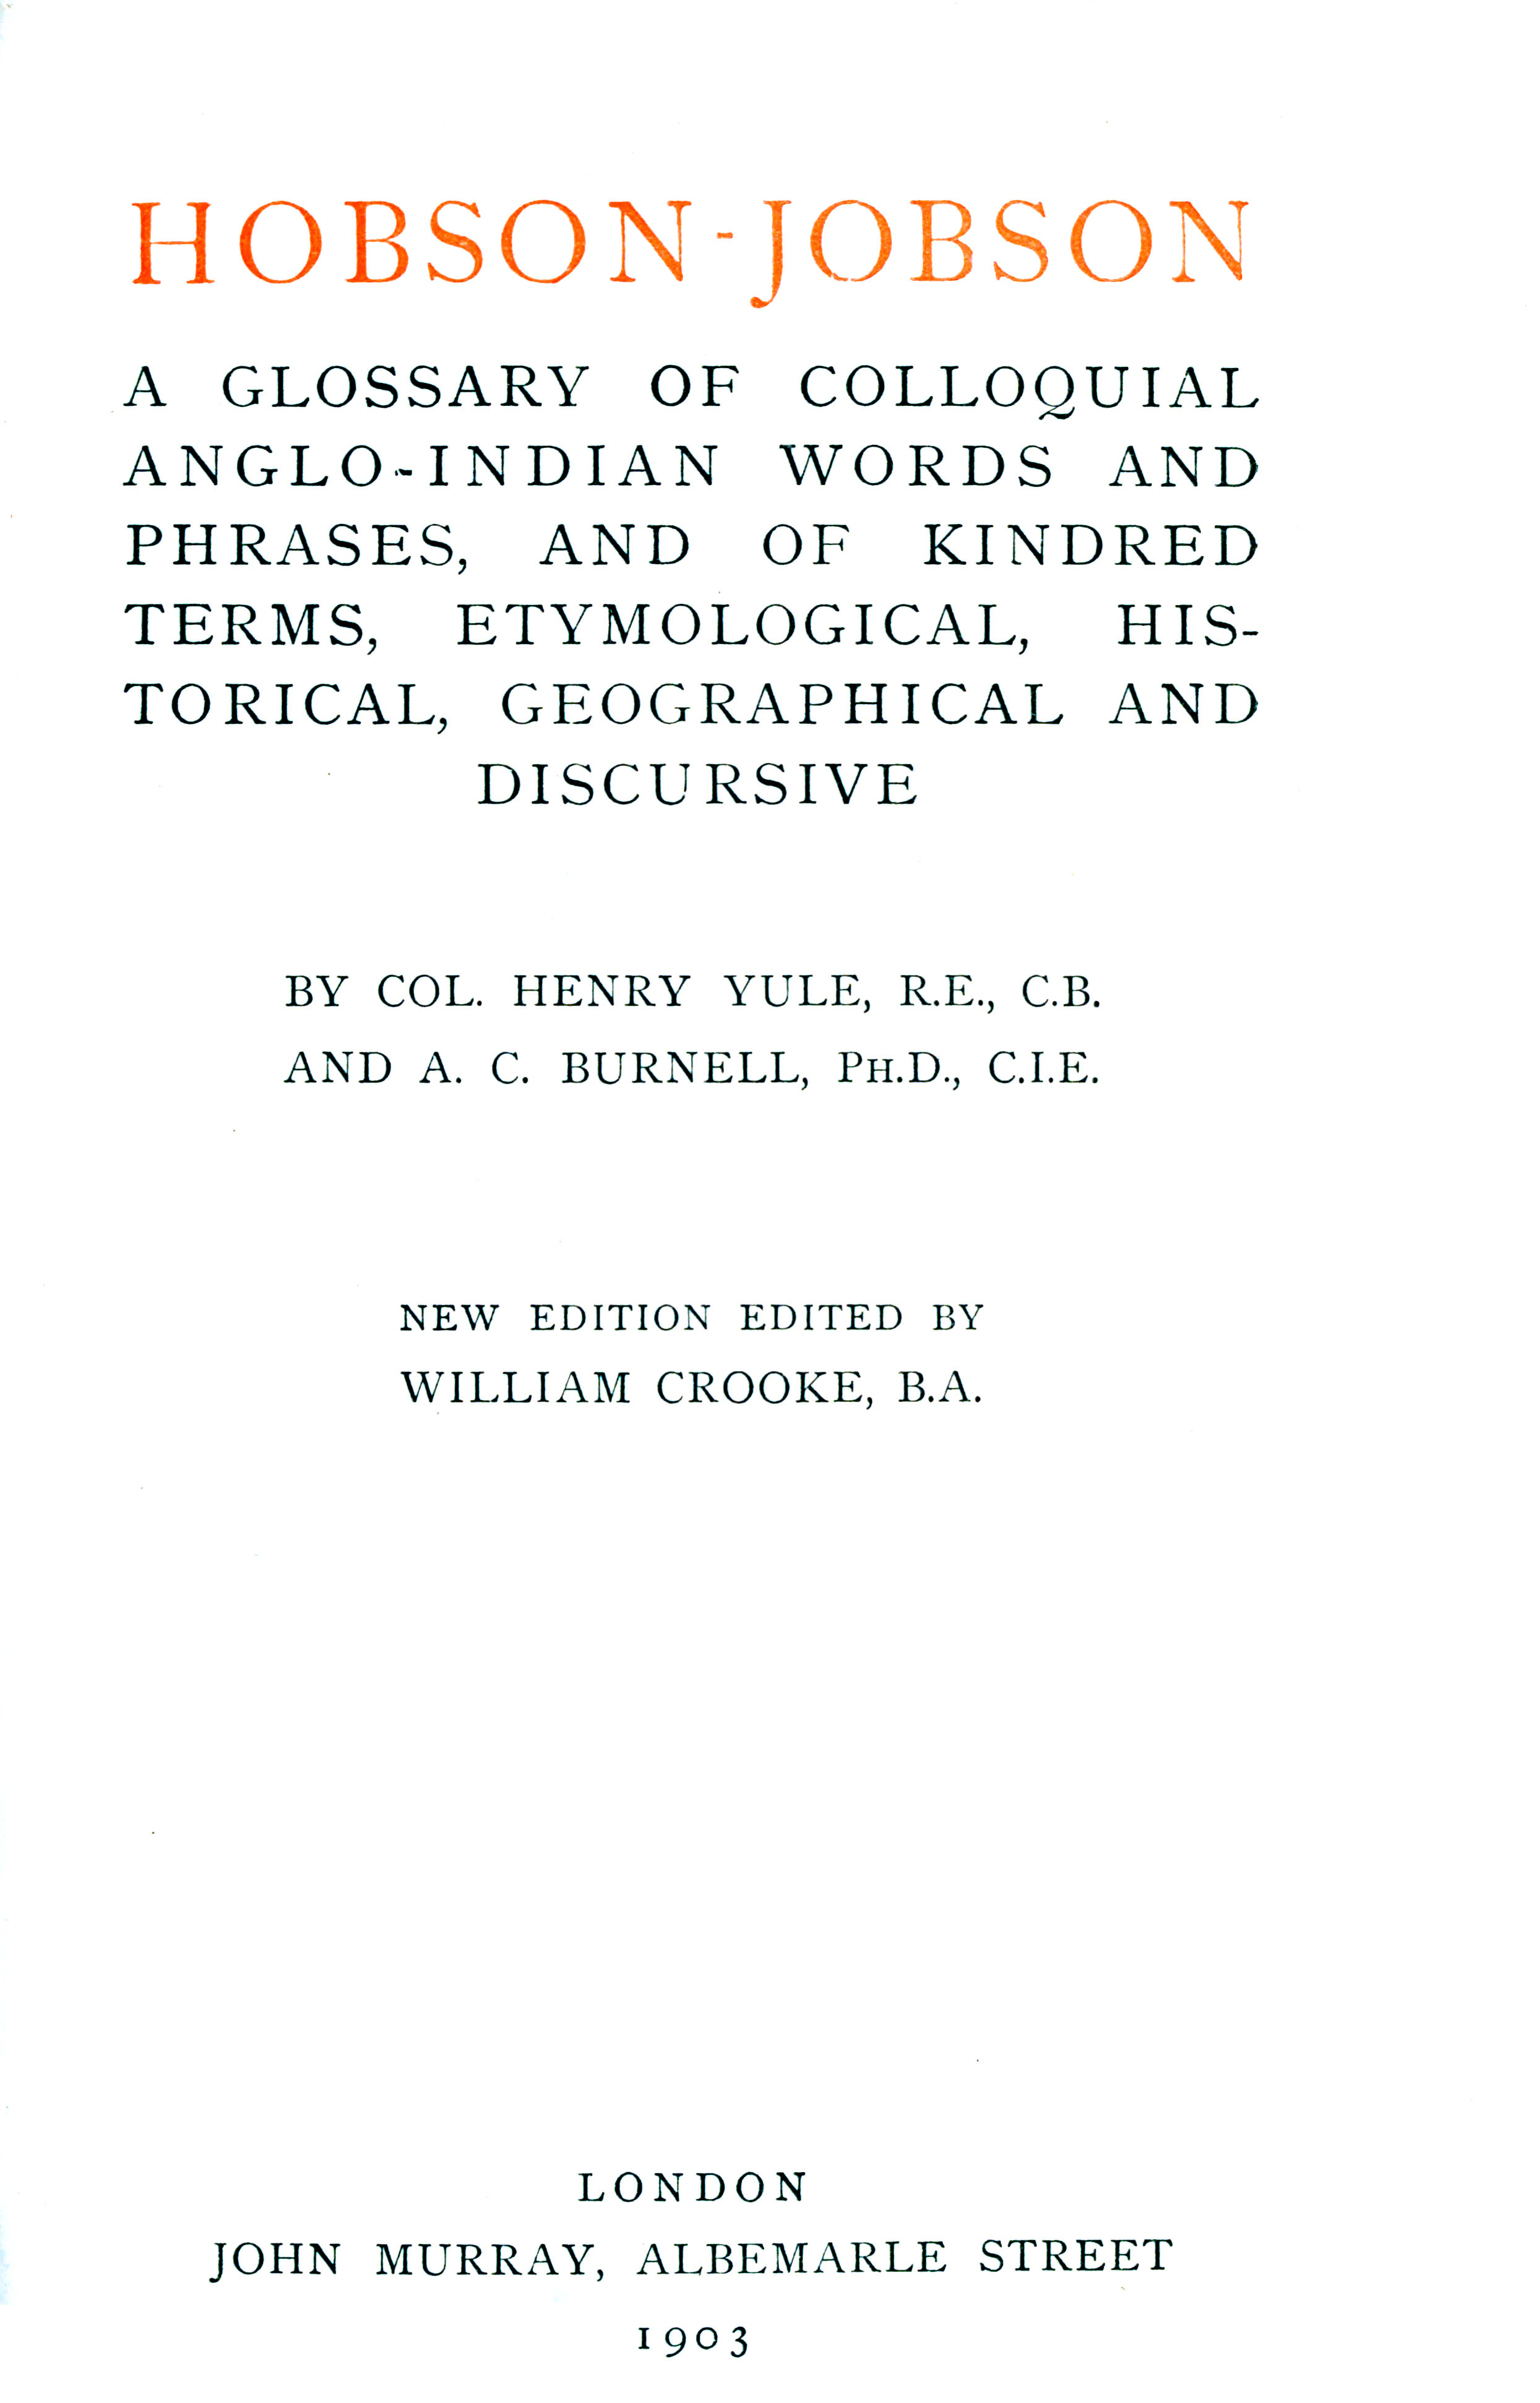 HOBSON-JOBSON
A GLOSSARY OF COLLOQUIAL
ANGLO-INDIAN WORDS AND
PHRASES, AND OF KINDRED
TERMS, ETYMOLOGICAL, HIS-
TORICAL, GEOGRAPHICAL AND
DISCURSIVE
BY COL. HENRY YULE, R.E., C.B.
AND A. C. BURNELL, PH.D., C.I.E.
NEW EDITION EDITED BY
WILLIAM CROOKE, B.A.
LONDON
JOHN MURRAY, ALBEMARLE STREET
1903